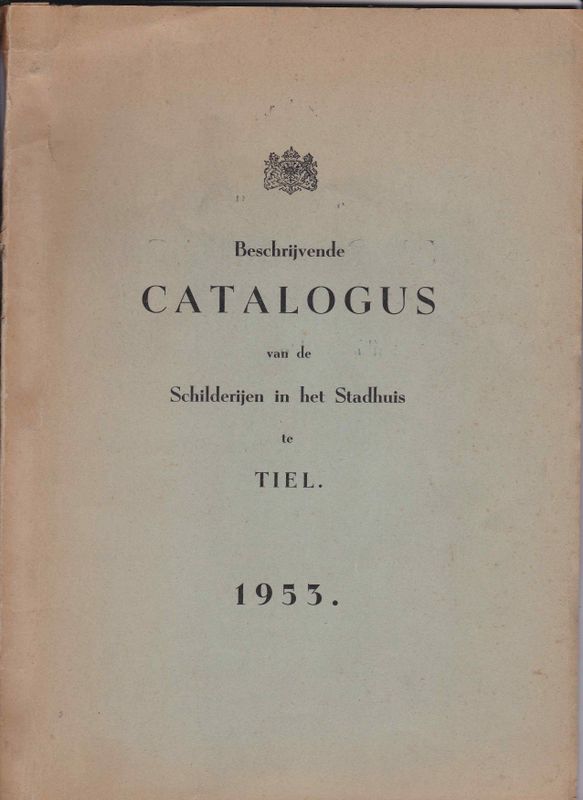 Beschrijvende
CATALOGUS
van de
Schilderijen in het Stadhuis
te
TIEL.
1953.